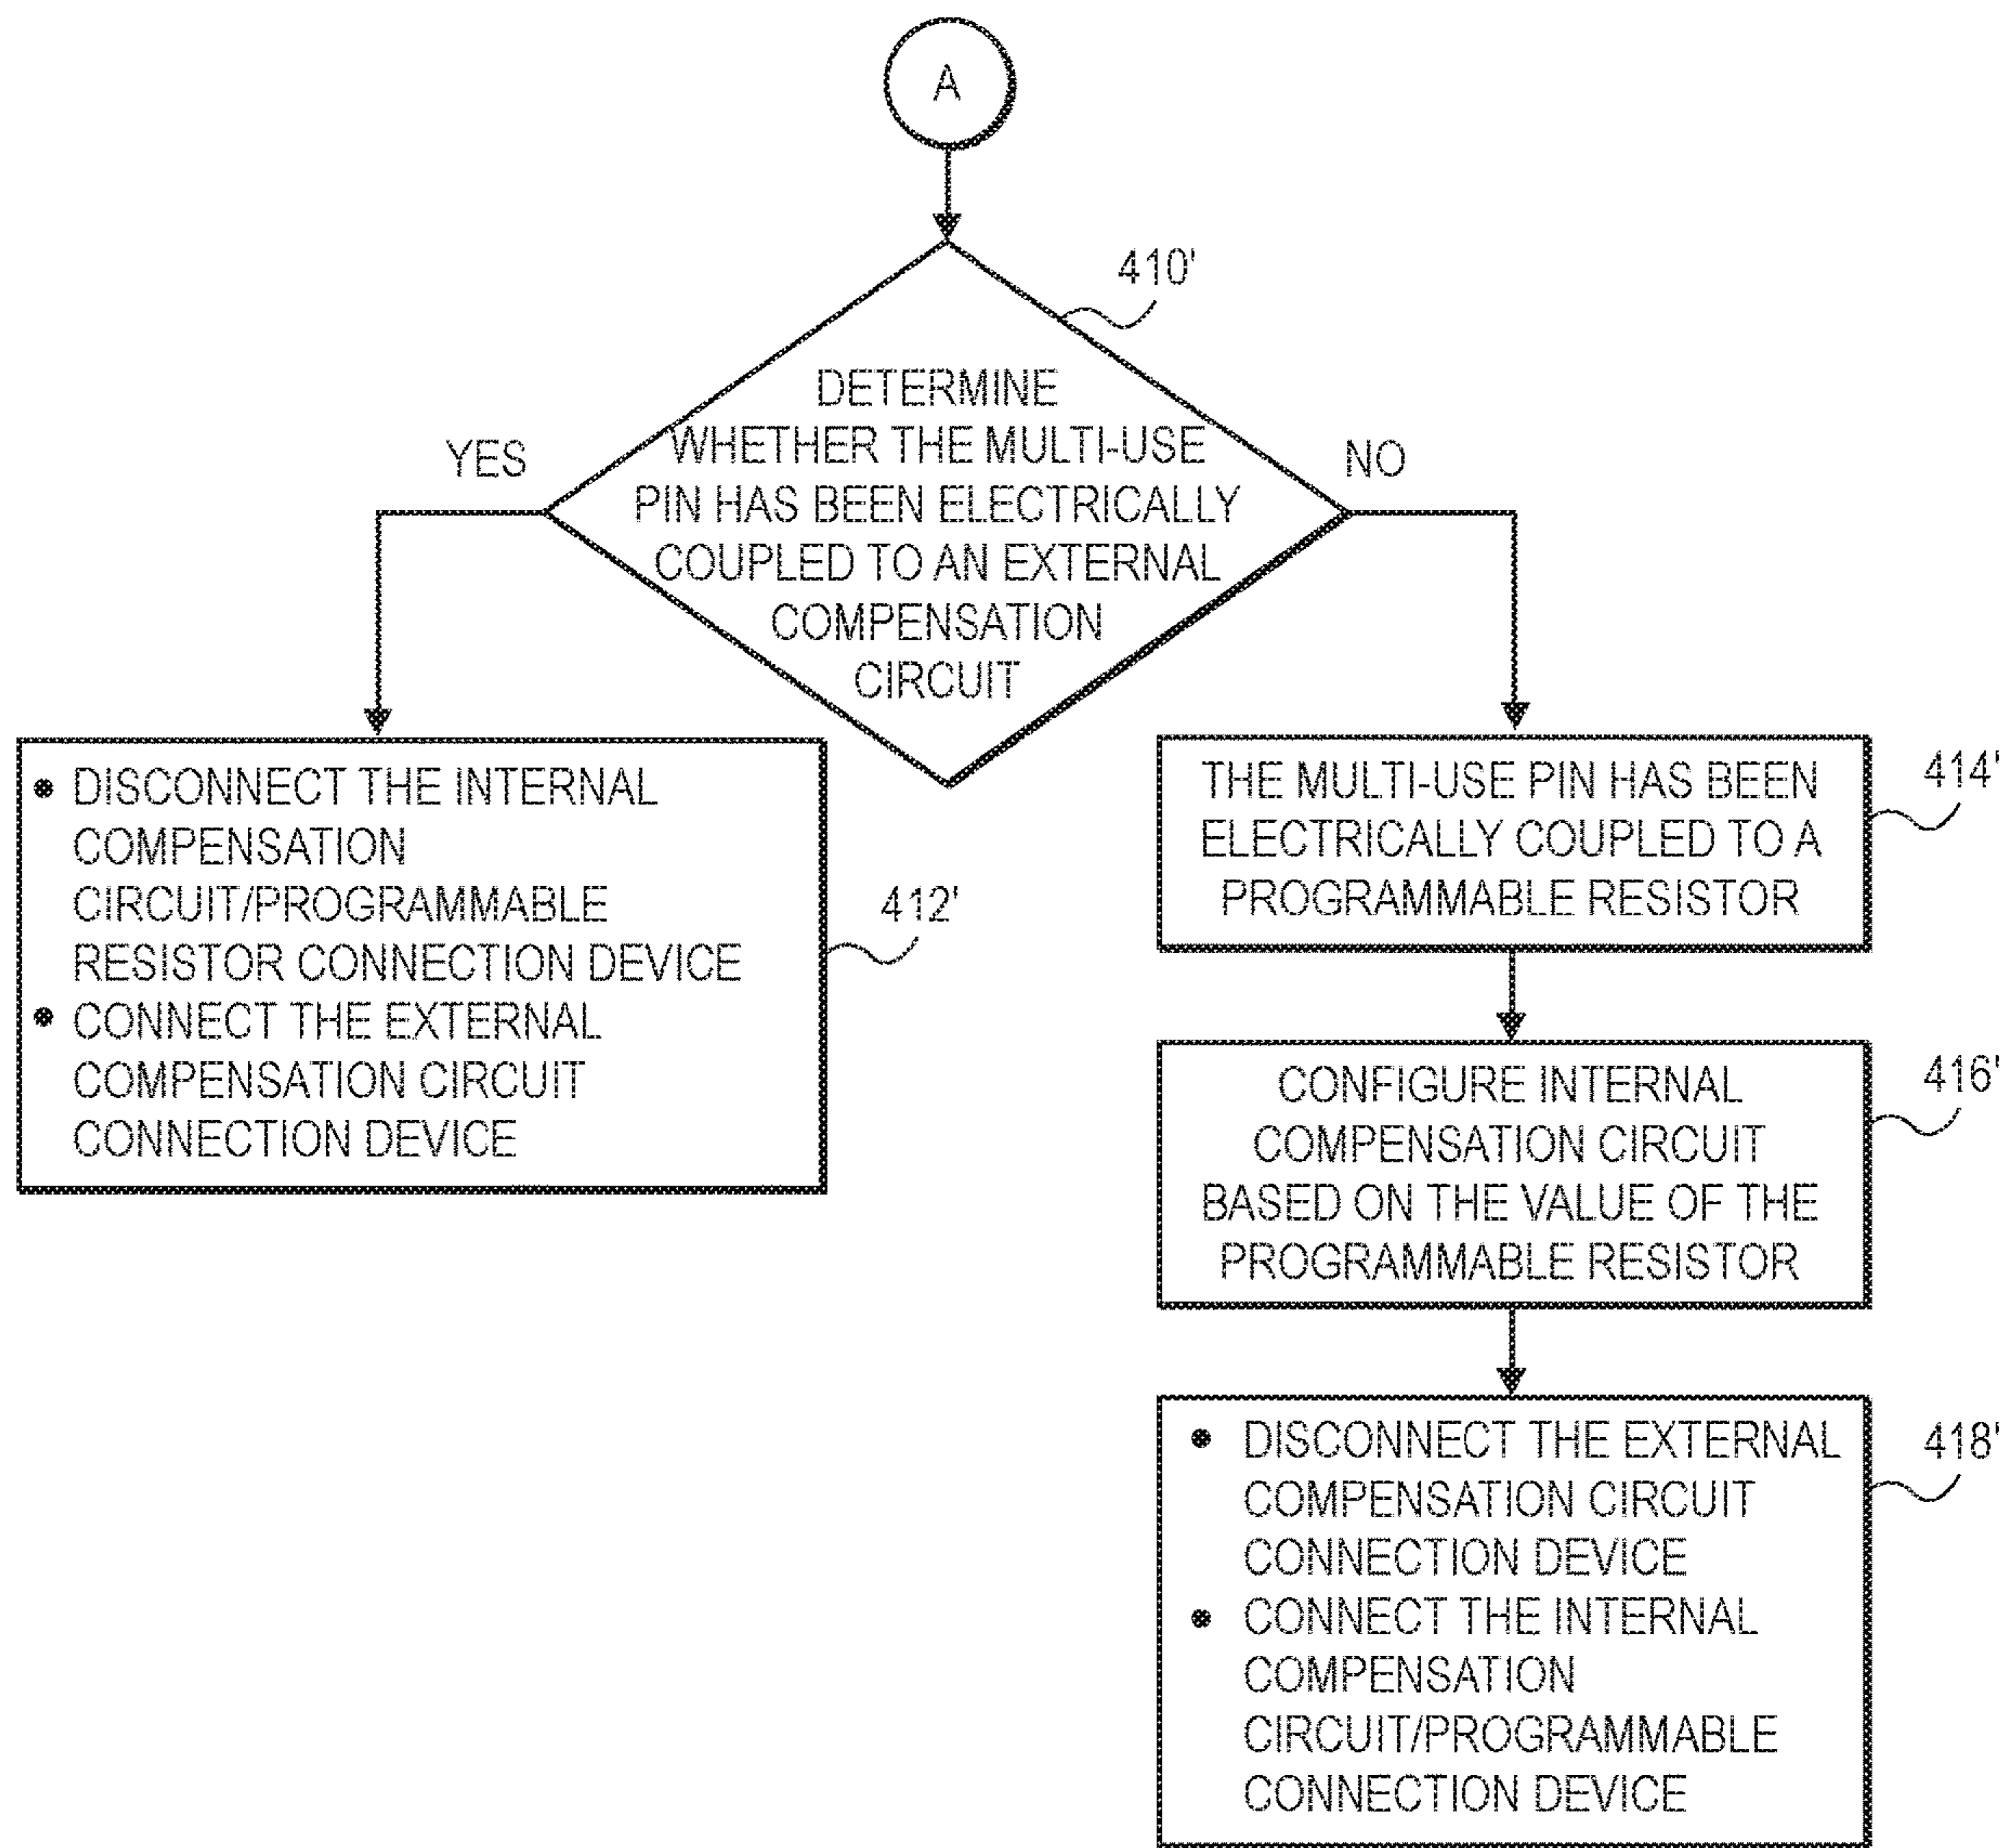 A
410'
DETERMINE
WHETHER THE MULTI-USE
PIN HAS BEEN ELECTRICALLY
COUPLED TO AN EXTERNAL
COMPENSATION
CIRCUIT
YES
NO
• DISCONNECT THE INTERNAL
COMPENSATION
CIRCUIT/PROGRAMMABLE
RESISTOR CONNECTION DEVICE
• CONNECT THE EXTERNAL
COMPENSATION CIRCUIT
CONNECTION DEVICE
412'
THE MULTI-USE PIN HAS BEEN
ELECTRICALLY COUPLED TO A
PROGRAMMABLE RESISTOR
414'
CONFIGURE INTERNAL
COMPENSATION CIRCUIT
BASED ON THE VALUE OF THE
PROGRAMMABLE RESISTOR
416'
• DISCONNECT THE EXTERNAL
COMPENSATION CIRCUIT
CONNECTION DEVICE
• CONNECT THE INTERNAL
COMPENSATION
CIRCUIT/PROGRAMMABLE
CONNECTION DEVICE
418'